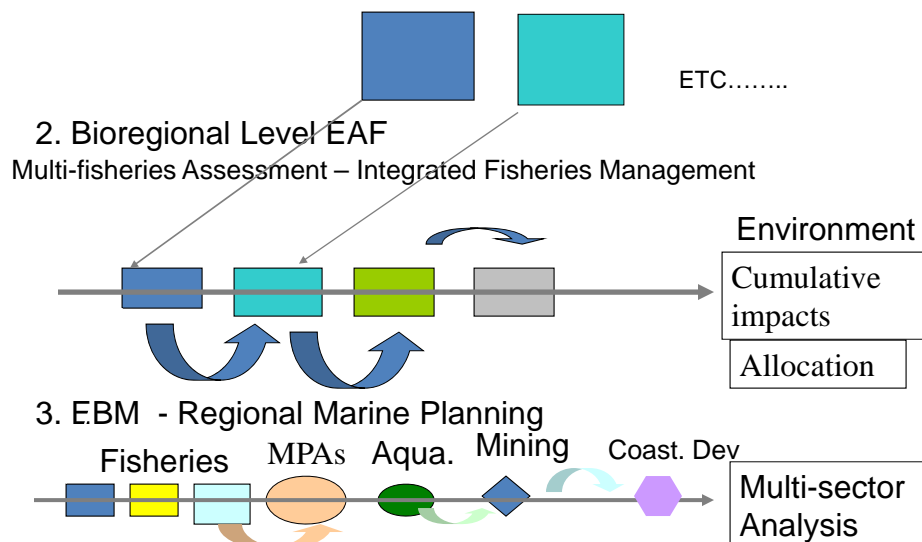 ETC……..
2. Bioregional Level EAF
Multi-fisheries Assessment – Integrated Fisheries Management
Environment
Cumulative
impacts
Allocation
3. EBM - Regional Marine Planning
Fisheries
MPAs
Aqua.
Mining
Coast. Dev
Multi-sector
Analysis